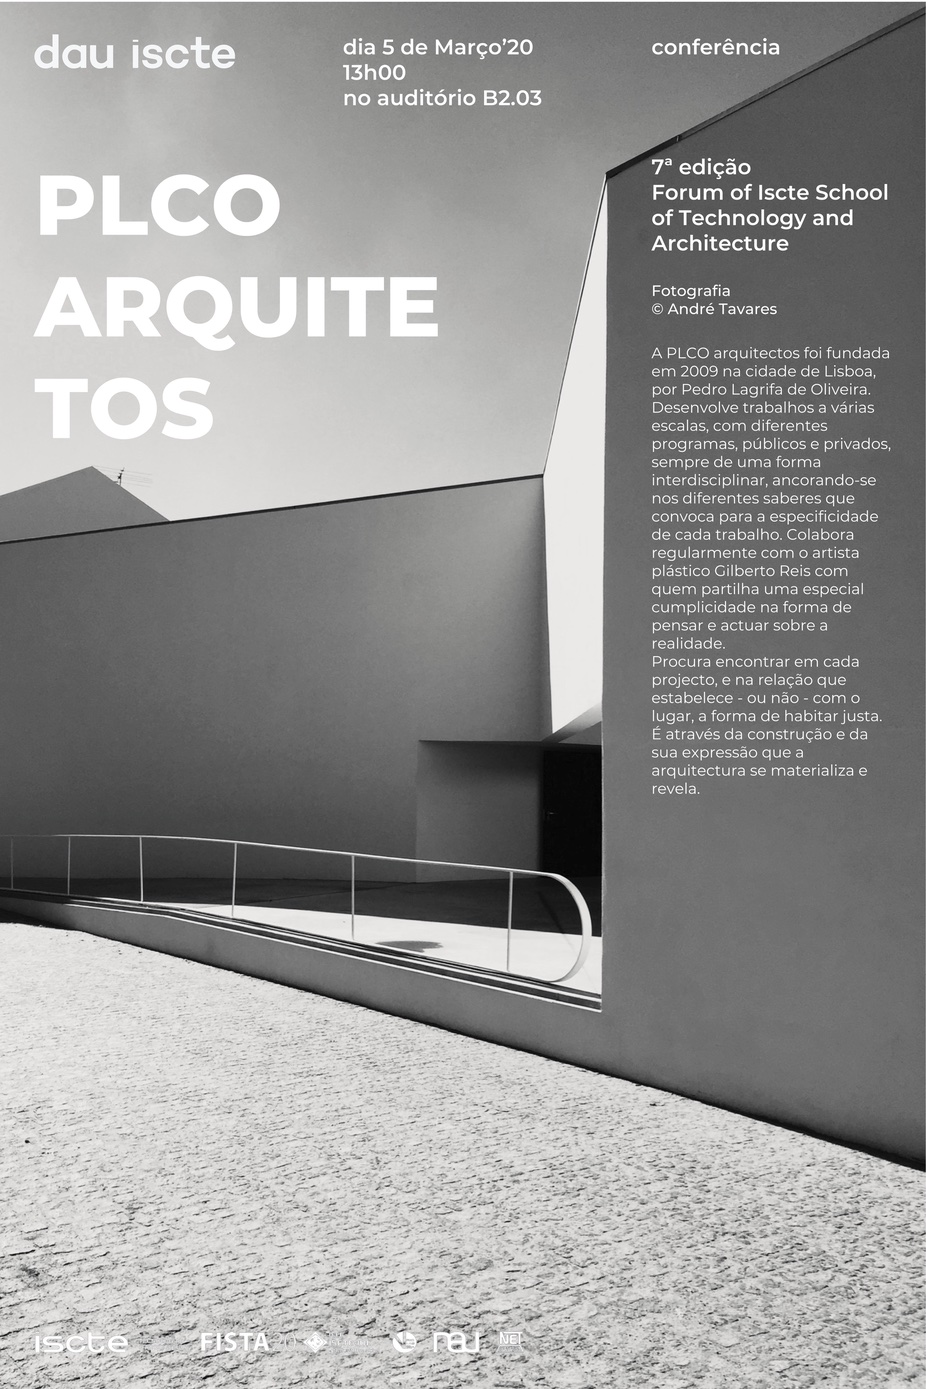 dau iscte
dia 5 de Março’20
13h00
no auditório B2.03
conferência
PLCO
ARQUITE
TOS
7ª edição
Forum of Iscte School
of Technology and
Architecture
Fotografia
© André Tavares
A PLCO arquitectos foi fundada
em 2009 na cidade de Lisboa,
por Pedro Lagrifa de Oliveira.
Desenvolve trabalhos a várias
escalas, com diferentes
programas, públicos e privados,
sempre de uma forma
interdisciplinar, ancorando-se
nos diferentes saberes que
convoca para a especificidade
de cada trabalho. Colabora
regularmente com o artista
plástico Gilberto Reis com
quem partilha uma especial
cumplicidade na forma de
pensar e actuar sobre a
realidade.
Procura encontrar em cada
projecto, e na relação que
estabelece - ou não - com o
lugar, a forma de habitar justa.
É através da construção e da
sua expressão que a
arquitectura se materializa e
revela.
iscte
FISTA
NEI